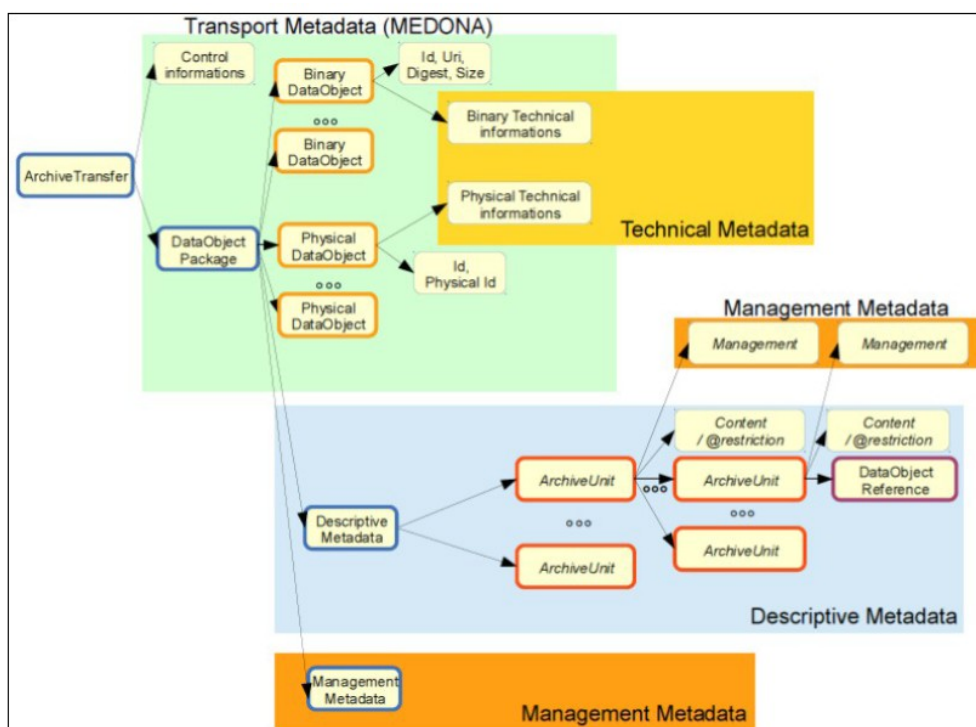 Transport Metadata (MEDONA)
Control
informations
Binary
DataObject
Id, Uri,
Digest, Size
Binary Technical
informations
Binary
DataObject
ArchiveTransfer
Physical Technical
informations
Technical Metadata
DataObject
Package
Physical
DataObject
Id,
Physical Id
Physical
DataObject
Management Metadata
Management
Management
Content
/ @restriction
Content
/ @restriction
ArchiveUnit
ArchiveUnit
DataObject
Reference
Descriptive
Metadata
ArchiveUnit
ArchiveUnit
Descriptive Metadata
Management
Metadata
Management Metadata